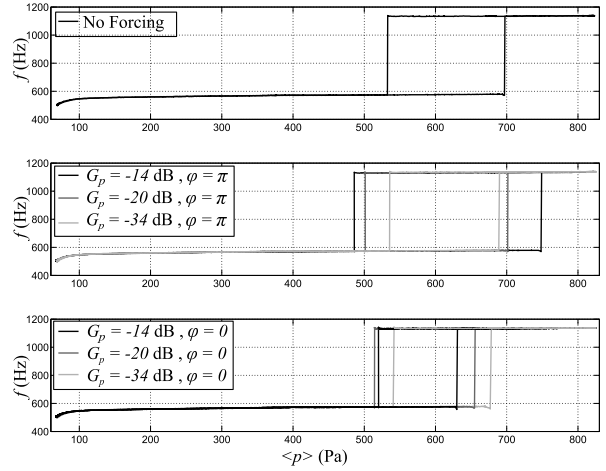 1200
1000
800
600
400
f (Hz)
No Forcing
100 200 300 400 500 600 700 800
1200
1000
800
600
400
f (Hz)
Gp = -14 dB , φ = π
Gp = -20 dB , φ = π
Gp = -34 dB , φ = π
100 200 300 400 500 600 700 800
1200
1000
800
600
400
f (Hz)
Gp = -14 dB , φ = 0
Gp = -20 dB , φ = 0
Gp = -34 dB , φ = 0
100 200 300 400 500 600 700 800
<p> (Pa)